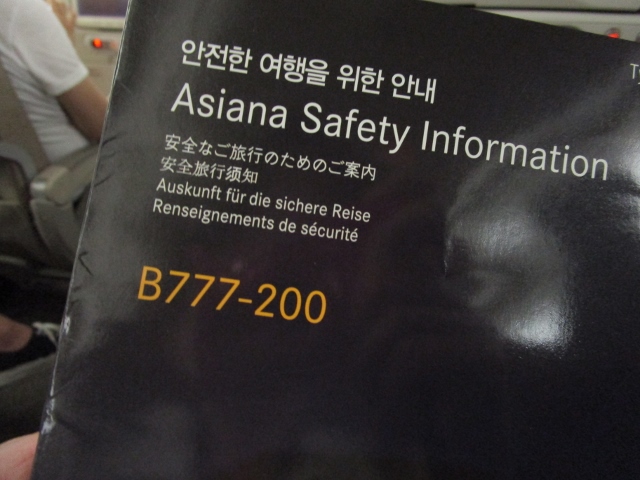 안전한 여행을 위한 안내
Asiana Safety Information
安全なご旅行のためのご案内
安全旅行须知
Auskunft für die sichere Reise
Renseignements de sécurité
B777-200